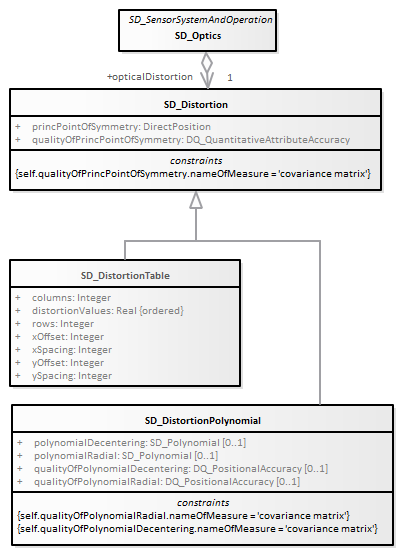 SD_SensorSystemAndOperation
SD_Optics
+opticalDistortion 1
SD_Distortion
+ princPointOfSymmetry: DirectPosition
+ qualityOfPrincPointOfSymmetry: DQ_QuantitativeAttributeAccuracy
constraints
{self.qualityOfPrincPointOfSymmetry.nameOfMeasure = 'covariance matrix'}
SD_DistortionTable
+ columns: Integer
+ distortionValues: Real {ordered}
+ rows: Integer
+ xOffset: Integer
+ xSpacing: Integer
+ yOffset: Integer
+ ySpacing: Integer
SD_DistortionPolynomial
+ polynomialDecentering: SD_Polynomial [0..1]
+ polynomialRadial: SD_Polynomial [0..1]
+ qualityOfPolynomialDecentering: DQ_PositionalAccuracy [0..1]
+ qualityOfPolynomialRadial: DQ_PositionalAccuracy [0..1]
constraints
{self.qualityOfPolynomialRadial.nameOfMeasure = 'covariance matrix'}
{self.qualityOfPolynomialDecentering.nameOfMeasure = 'covariance matrix'}